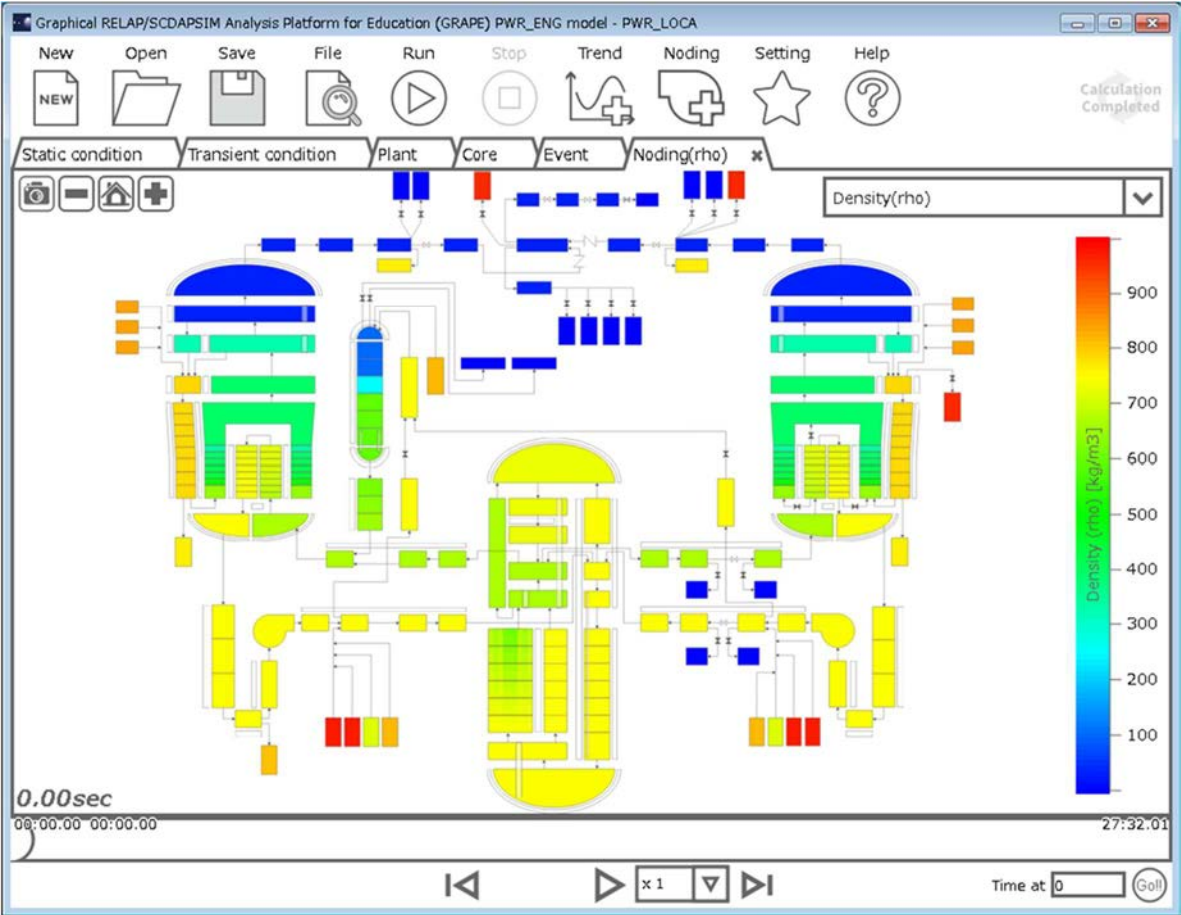 Graphical RELAP/SCDAPSIM Analysis Platform for Education (GRAPE) PWR_ENG model - PWR_LOCA
New Open Save File Run Stop Trend Noding Setting Help
NEW
Calculation
Completed
Static condition Transient condition Plant Core Event Noding(rho)
Density(rho)
900
800
700
600
500
400
300
200
100
Density (rho) [kg/m3]
0.00sec
00:00.00 00:00.00 27:32.01
x 1
Time at 0 Go!!